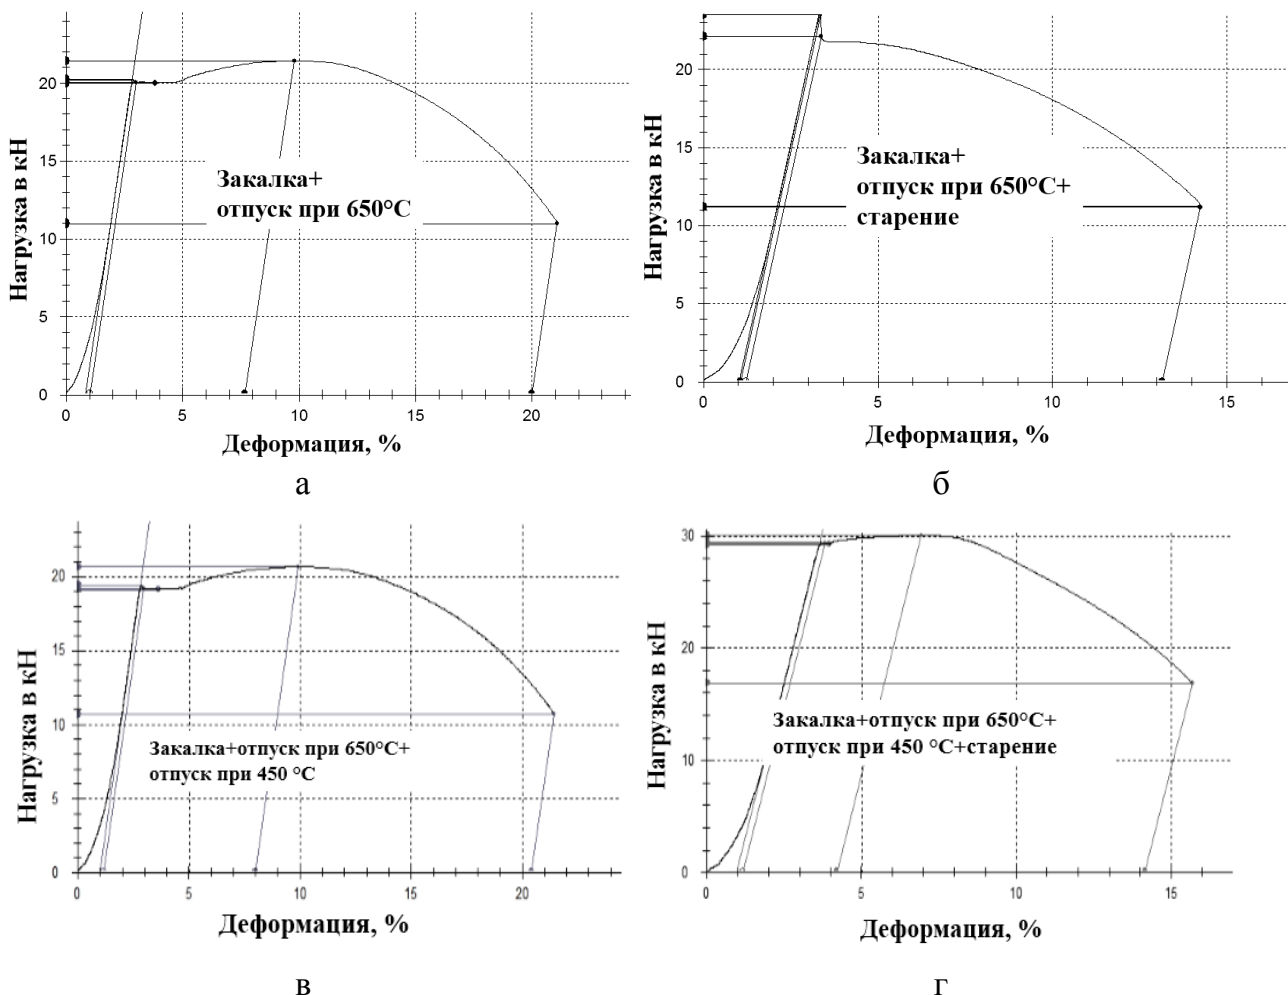 Нагрузка в кН
20
15
10
5
0
Закалка+
отпуск при 650°С
0
5
10
15
20
Деформация, %
а
Нагрузка в кН
20
15
10
5
0
Закалка+
отпуск при 650°С+
старение
0
5
10
15
Деформация, %
б
Нагрузка в кН
20
15
10
5
0
Закалка+отпуск при 650°С+
отпуск при 450 °С
0
5
10
15
20
Деформация, %
в
Нагрузка в кН
30
20
10
0
Закалка+отпуск при 650°С+
отпуск при 450 °С+старение
0
5
10
15
Деформация, %
г